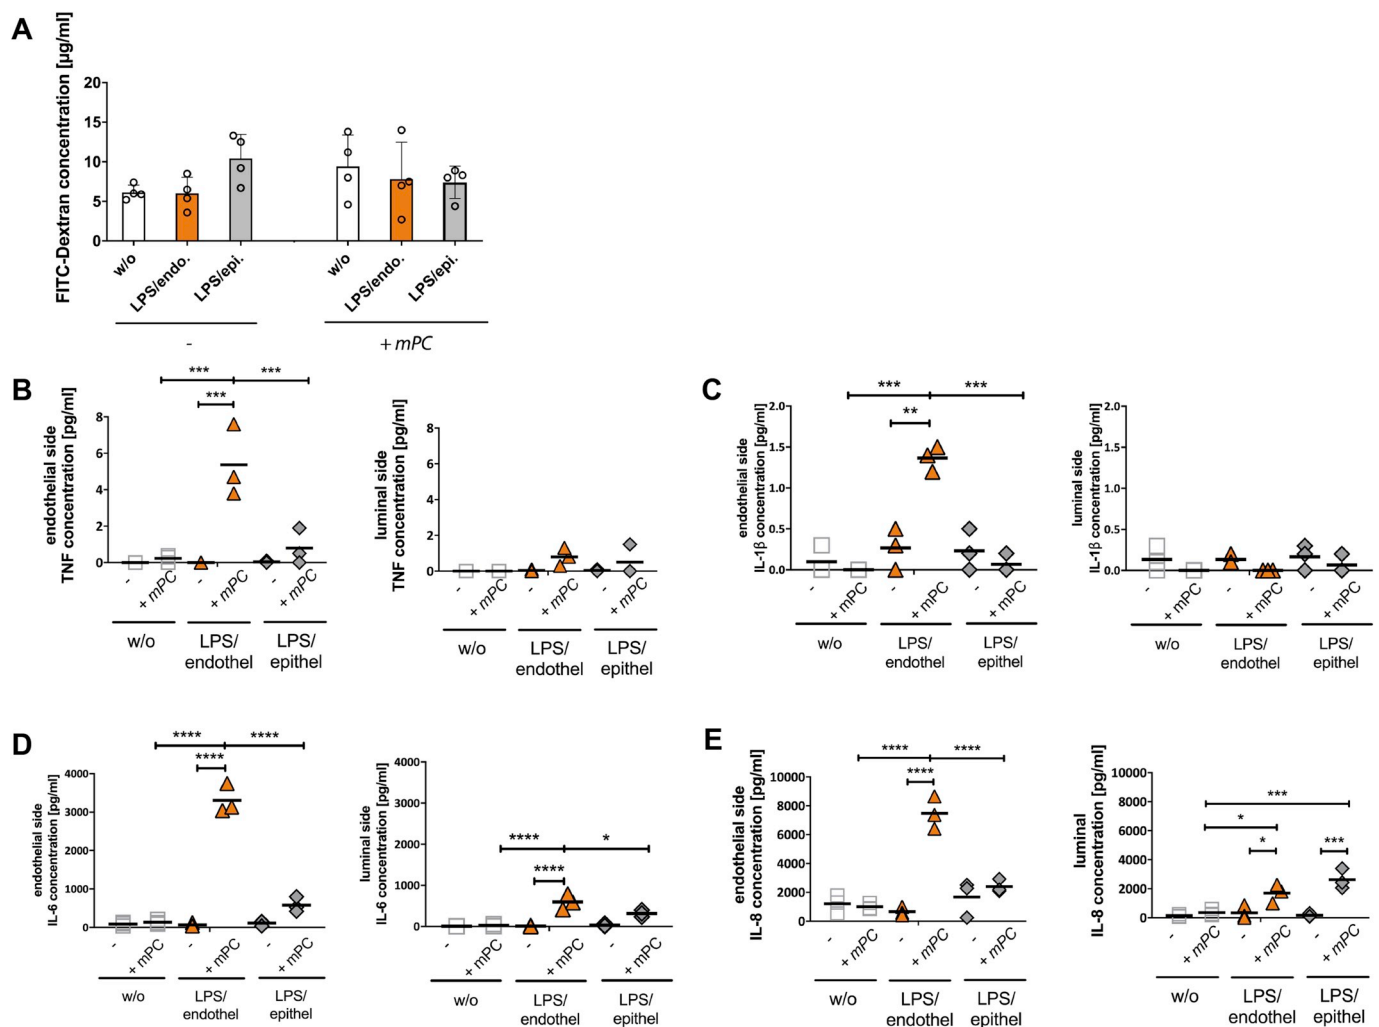 A
FITC-Dextran concentration [µg/ml]
20
15
10
5
0
w/o
LPS/endo.
LPS/epi.
w/o
LPS/endo.
LPS/epi.
-
+ mPC
B
***
***
***
endothelial side
TNF concentration [pg/ml]
8
6
4
2
0
-
+ mPC
-
+ mPC
-
+ mPC
w/o
LPS/
endothel
LPS/
epithel
luminal side
TNF concentration [pg/ml]
8
6
4
2
0
-
+ mPC
-
+ mPC
-
+ mPC
w/o
LPS/
endothel
LPS/
epithel
C
***
***
**
endothelial side
IL-1β concentration [pg/ml]
2.0
1.5
1.0
0.5
0.0
-
+ mPC
-
+ mPC
-
+ mPC
w/o
LPS/
endothel
LPS/
epithel
luminal side
IL-1β concentration [pg/ml]
2.0
1.5
1.0
0.5
0.0
-
+ mPC
-
+ mPC
-
+ mPC
w/o
LPS/
endothel
LPS/
epithel
D
****
****
****
endothelial side
IL-6 concentration [pg/ml]
4000
3000
2000
1000
0
-
+ mPC
-
+ mPC
-
+ mPC
w/o
LPS/
endothel
LPS/
epithel
luminal side
IL-6 concentration [pg/ml]
4000
3000
2000
1000
0
****
*
****
-
+ mPC
-
+ mPC
-
+ mPC
w/o
LPS/
endothel
LPS/
epithel
E
****
****
****
endothelial side
IL-8 concentration [pg/ml]
10000
8000
6000
4000
2000
0
-
+ mPC
-
+ mPC
-
+ mPC
w/o
LPS/
endothel
LPS/
epithel
luminal
IL-8 concentration [pg/ml]
10000
8000
6000
4000
2000
0
***
*
*
***
-
+ mPC
-
+ mPC
-
+ mPC
w/o
LPS/
endothel
LPS/
epithel